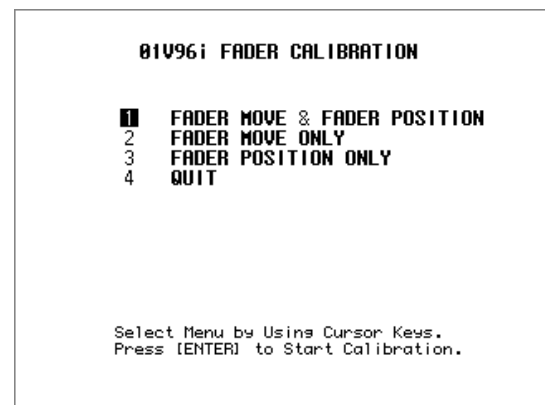 01V96i FADER CALIBRATION
1 FADER MOVE & FADER POSITION
2 FADER MOVE ONLY
3 FADER POSITION ONLY
4 QUIT
Select Menu by Using Cursor Keys.
Press [ENTER] to Start Calibration.